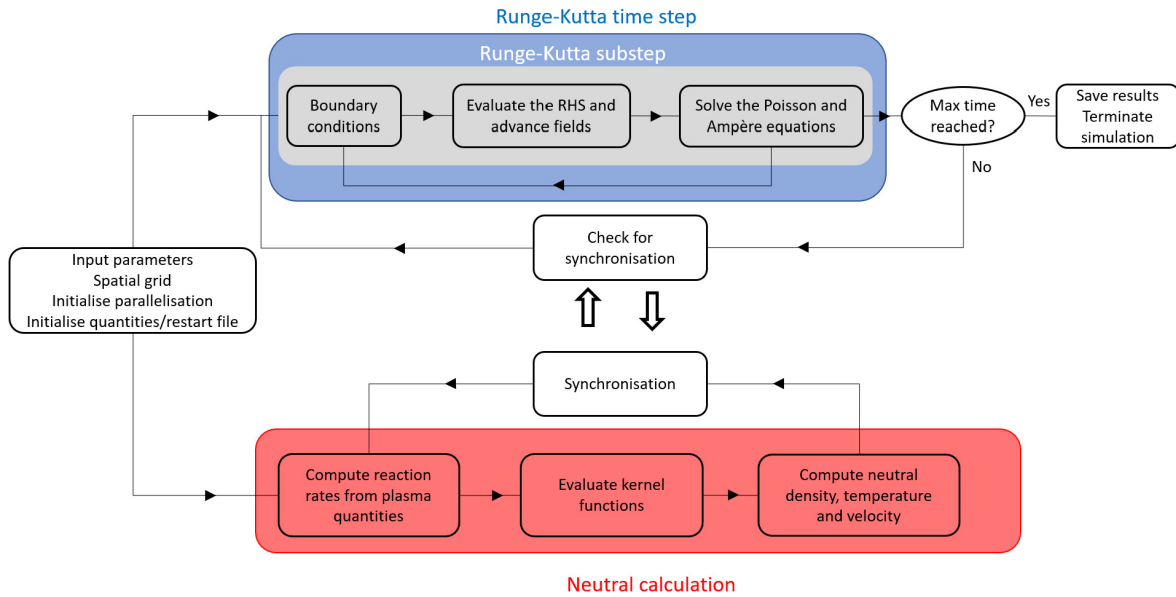 Runge-Kutta time step
Runge-Kutta substep
Boundary
conditions
Evaluate the RHS and
advance fields
Solve the Poisson and
Ampère equations
Max time
reached?
Yes
Save results
Terminate
simulation
No
Check for
synchronisation
Input parameters
Spatial grid
Initialise parallelisation
Initialise quantities/restart file
Synchronisation
Compute reaction
rates from plasma
quantities
Evaluate kernel
functions
Compute neutral
density, temperature
and velocity
Neutral calculation